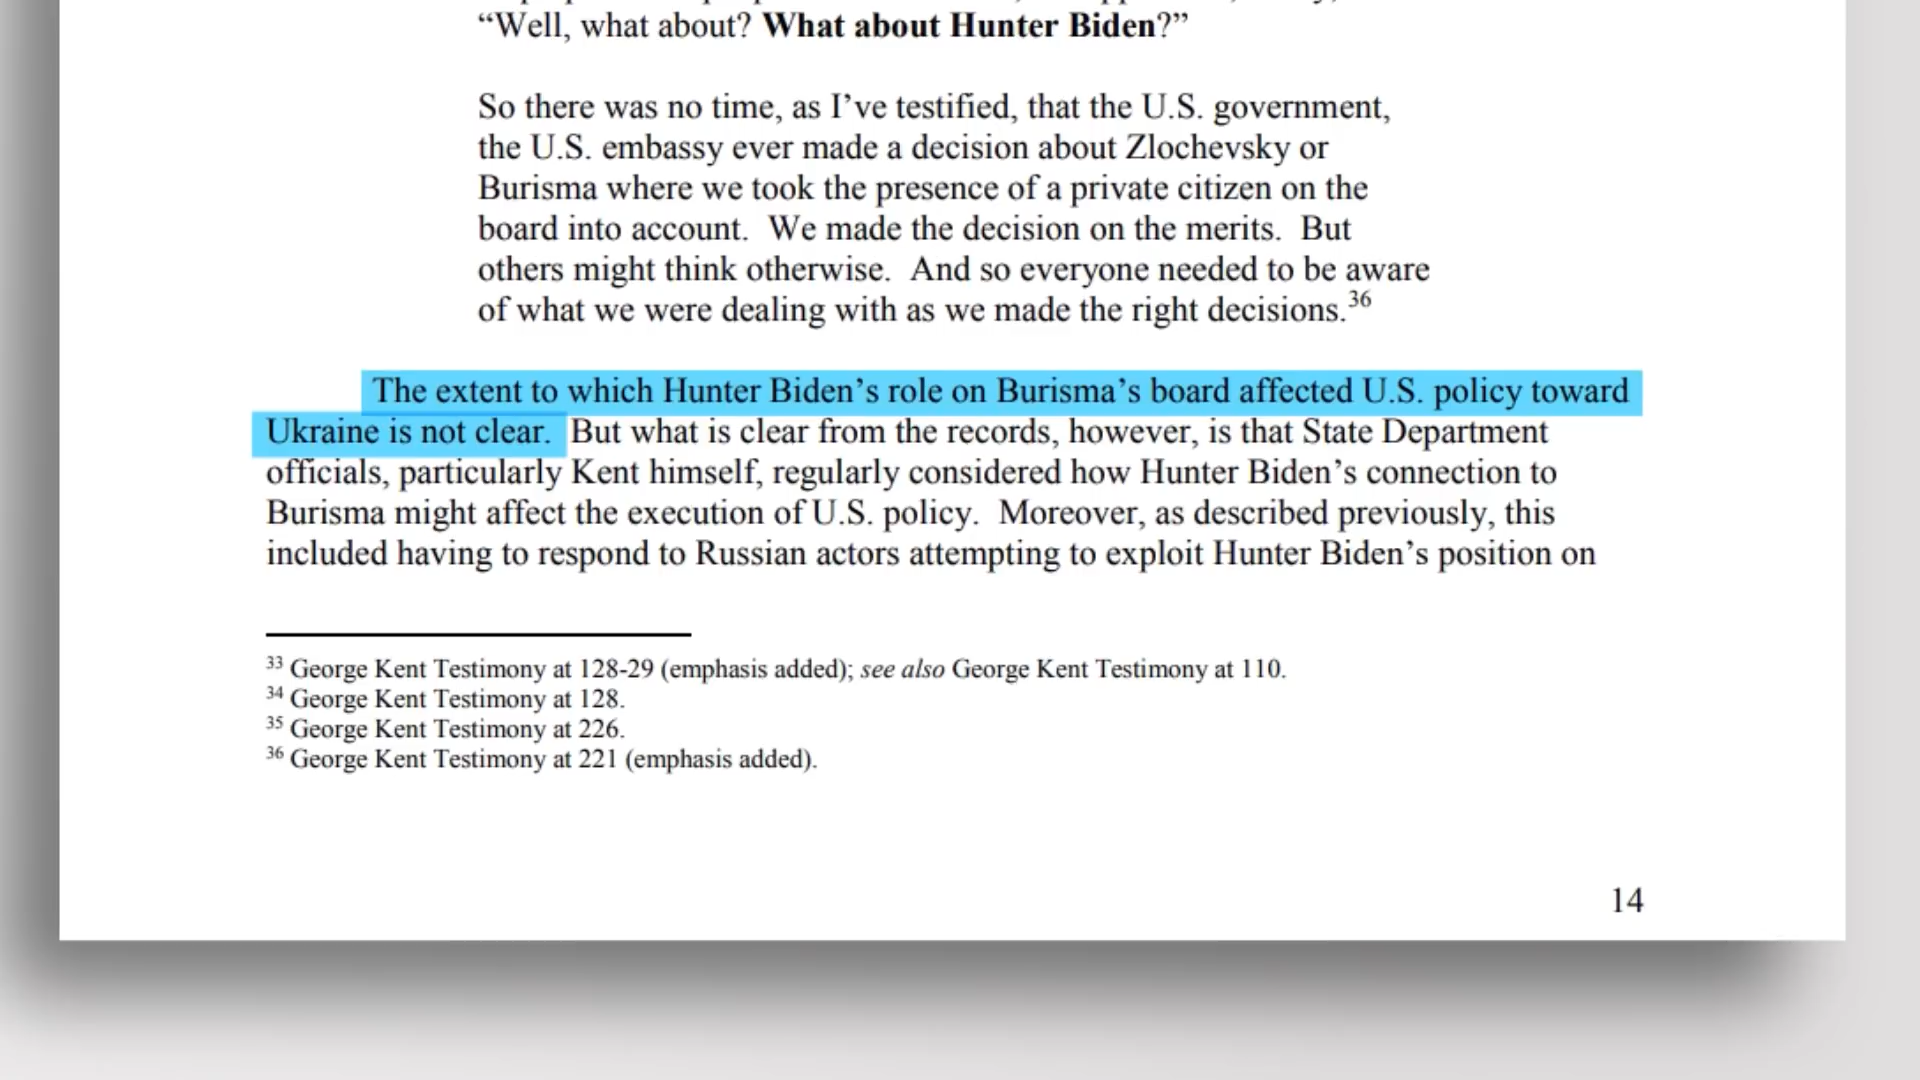 “Well, what about? What about Hunter Biden?”
So there was no time, as I’ve testified, that the U.S. government,
the U.S. embassy ever made a decision about Zlochevsky or
Burisma where we took the presence of a private citizen on the
board into account.  We made the decision on the merits.  But
others might think otherwise.  And so everyone needed to be aware
of what we were dealing with as we made the right decisions.36
The extent to which Hunter Biden’s role on Burisma’s board affected U.S. policy toward
Ukraine is not clear.  But what is clear from the records, however, is that State Department
officials, particularly Kent himself, regularly considered how Hunter Biden’s connection to
Burisma might affect the execution of U.S. policy.  Moreover, as described previously, this
included having to respond to Russian actors attempting to exploit Hunter Biden’s position on
33 George Kent Testimony at 128-29 (emphasis added); see also George Kent Testimony at 110.
34 George Kent Testimony at 128.
35 George Kent Testimony at 226.
36 George Kent Testimony at 221 (emphasis added).
14